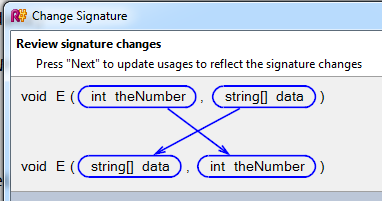 R# Change Signature
Review signature changes
Press "Next" to update usages to reflect the signature changes
void E ( int theNumber , string[] data )
void E ( string[] data , int theNumber )